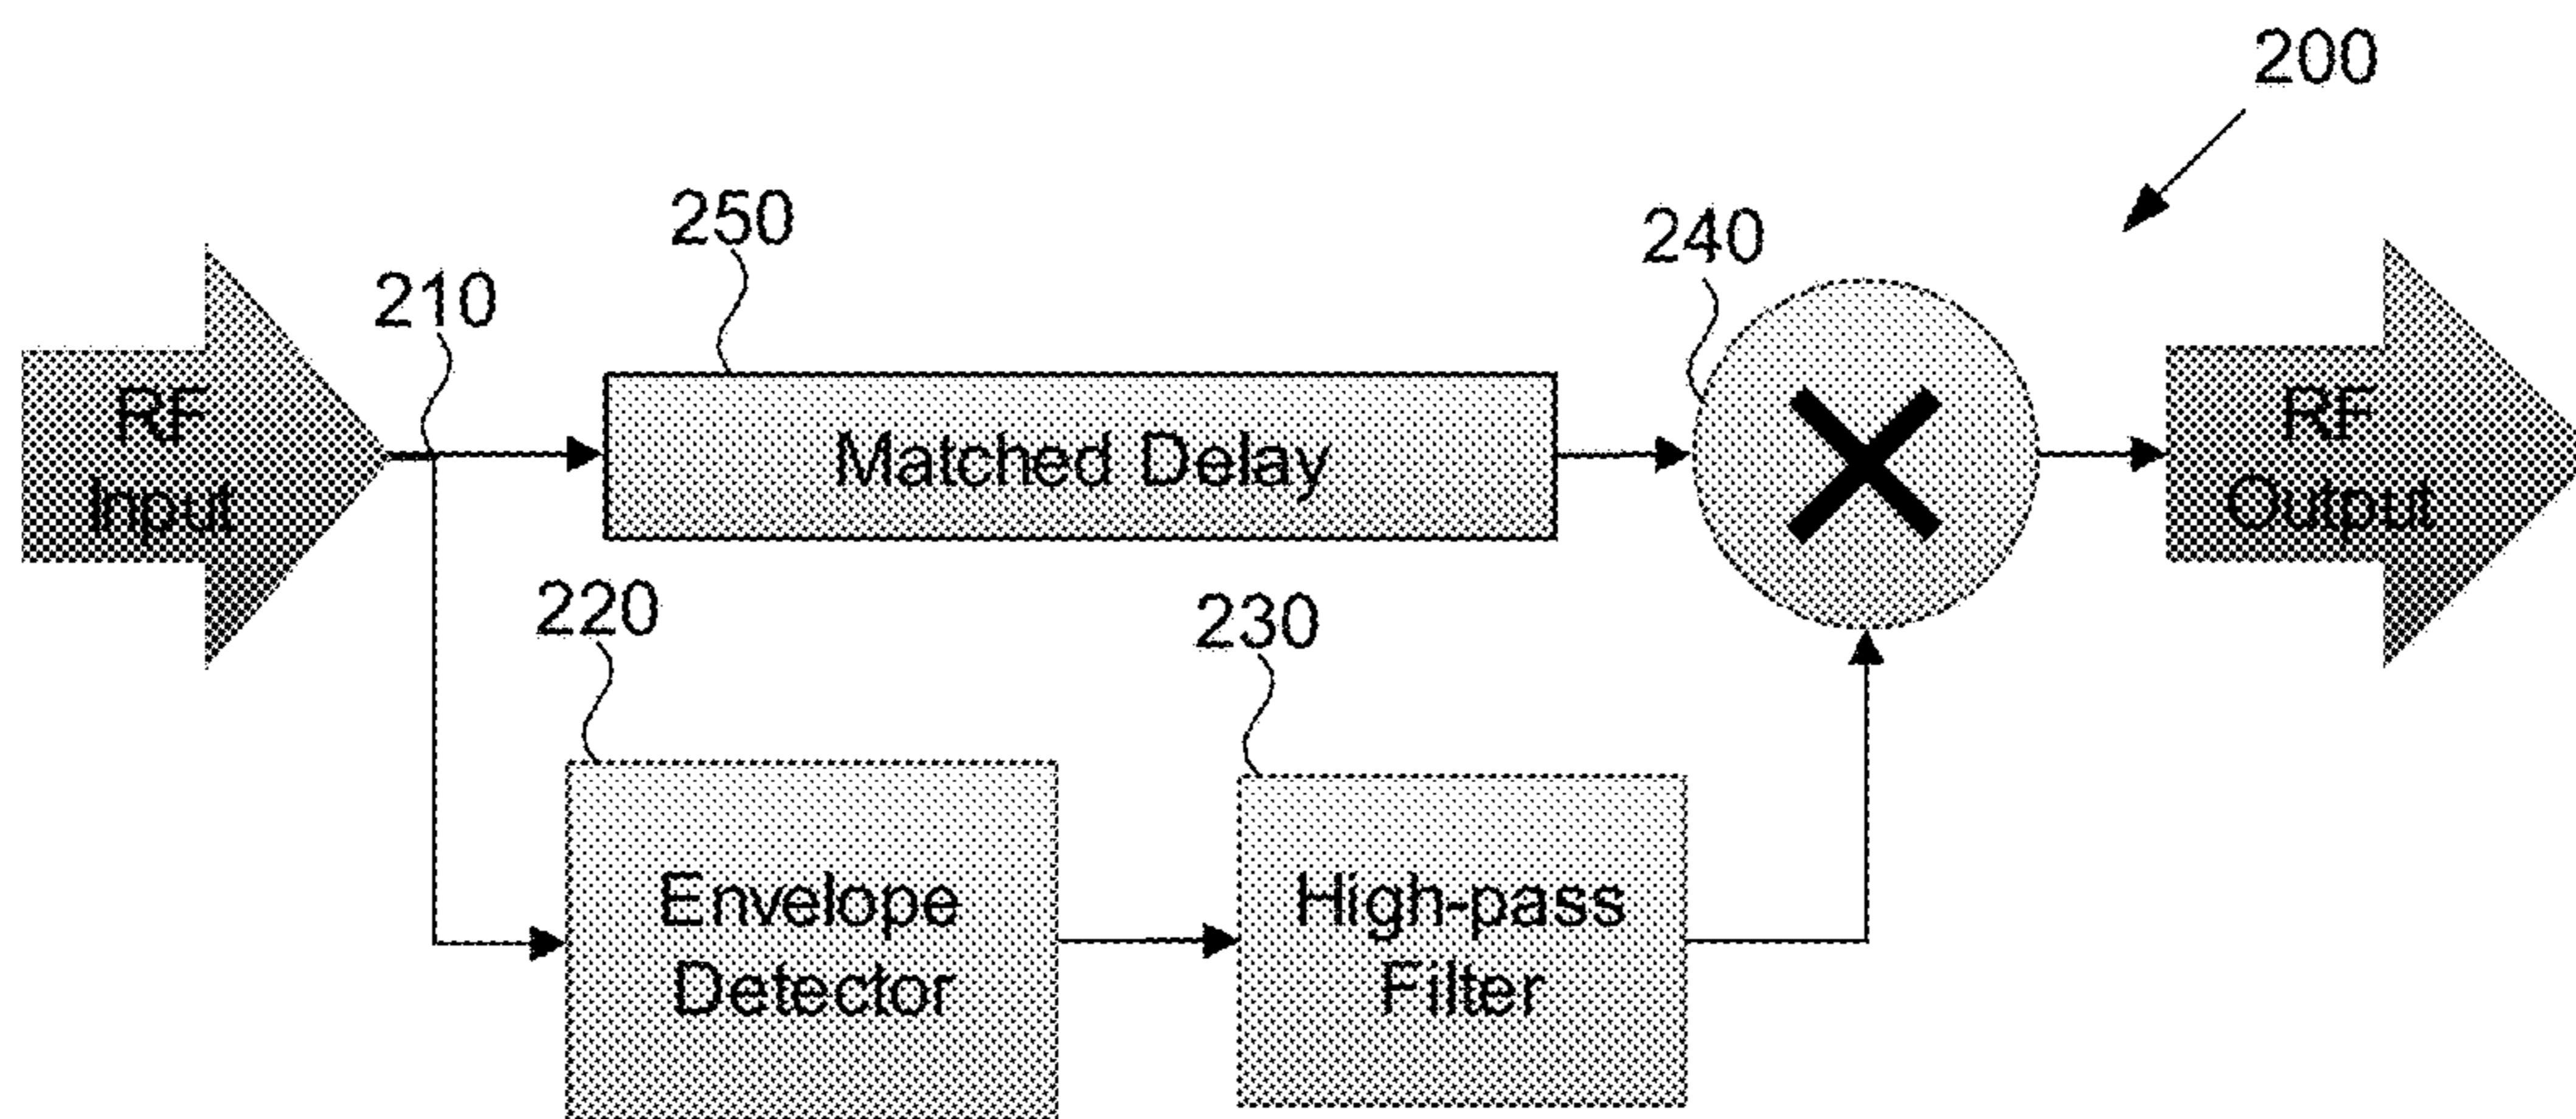 200
250
240
210
RF
Input
Matched Delay
RF
Output
220
230
Envelope
Detector
High-pass
Filter